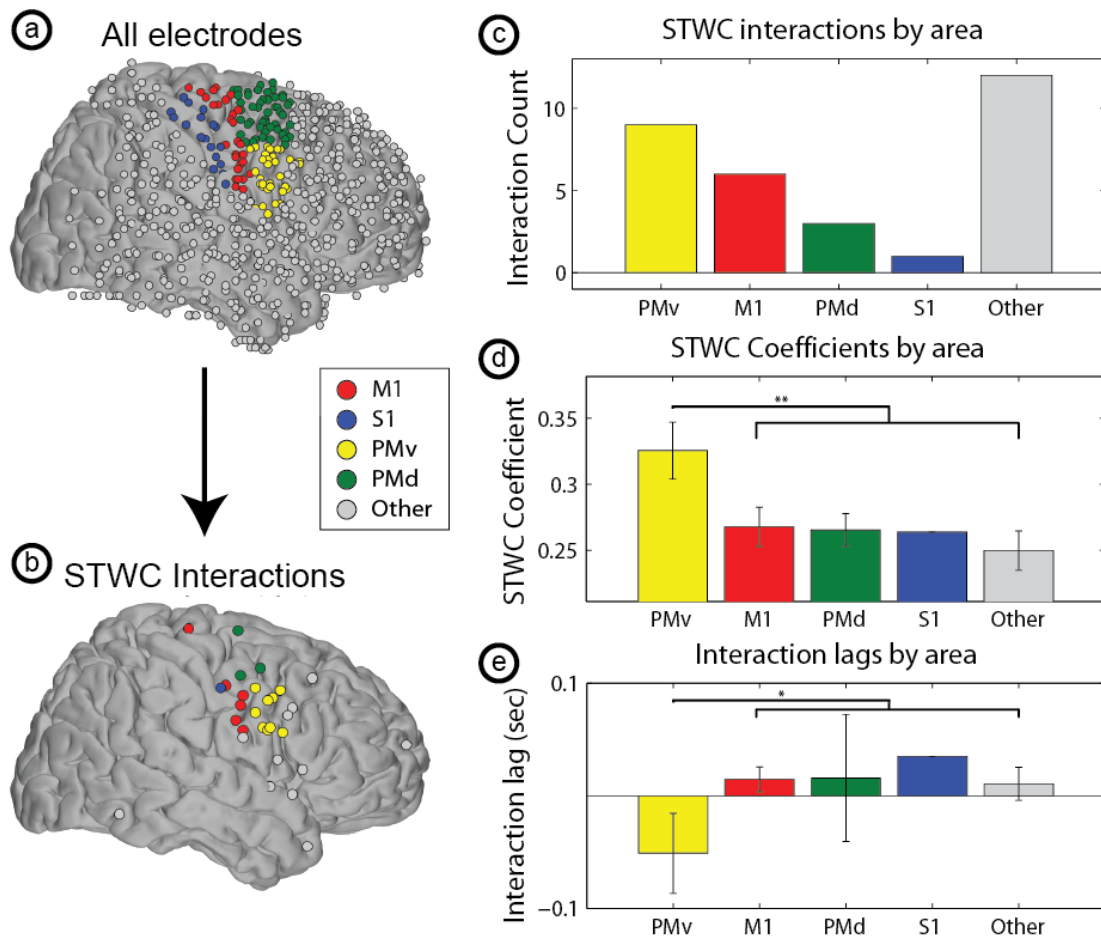 a
All electrodes
M1
S1
PMv
PMd
Other
b
STWC Interactions
c
STWC interactions by area
Interaction Count
10
5
0
PMv M1 PMd S1 Other
d
STWC Coefficients by area
STWC Coefficient
0.35
0.3
0.25
**
PMv M1 PMd S1 Other
e
Interaction lags by area
Interaction lag (sec)
0.1
−0.1
*
PMv M1 PMd S1 Other